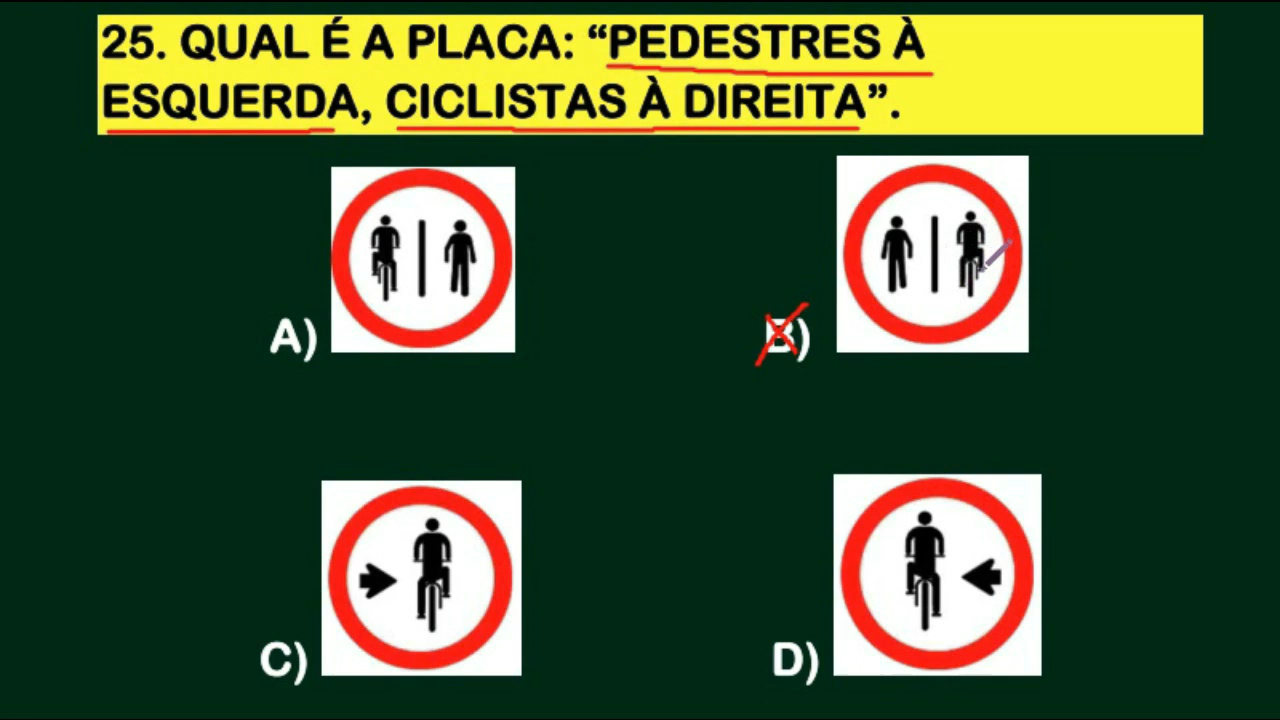 25. QUAL É A PLACA: “PEDESTRES À
ESQUERDA, CICLISTAS À DIREITA”.
A)
B)
C)
D)